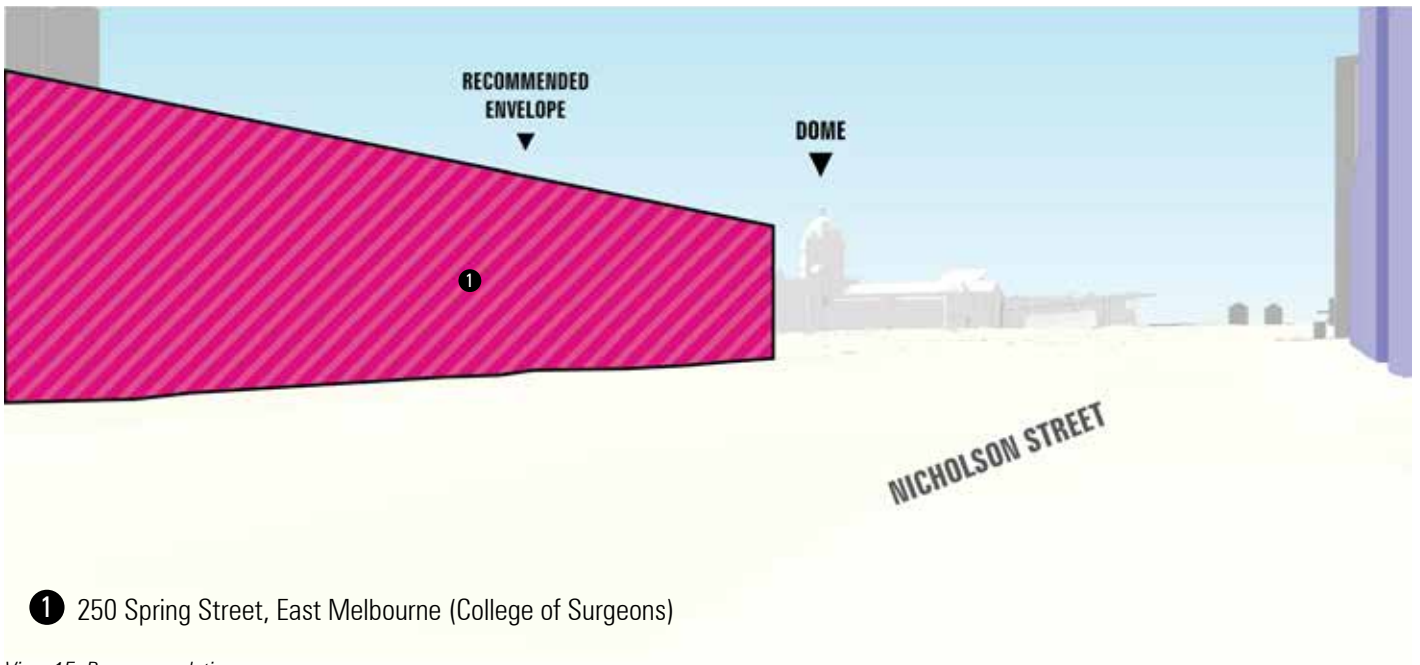 RECOMMENDED
ENVELOPE
DOME
1
NICHOLSON STREET
1 250 Spring Street, East Melbourne (College of Surgeons)